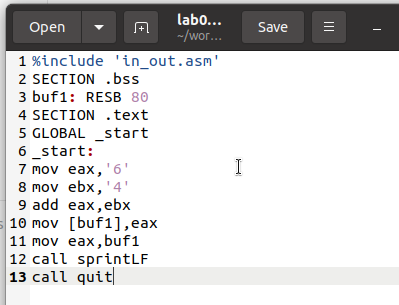 Open lab0... Save
~/wor...
1 %include 'in_out.asm'
2 SECTION .bss
3 buf1: RESB 80
4 SECTION .text
5 GLOBAL _start
6 _start:
7 mov eax,'6'
8 mov ebx,'4'
9 add eax,ebx
10 mov [buf1],eax
11 mov eax,buf1
12 call sprintLF
13 call quit